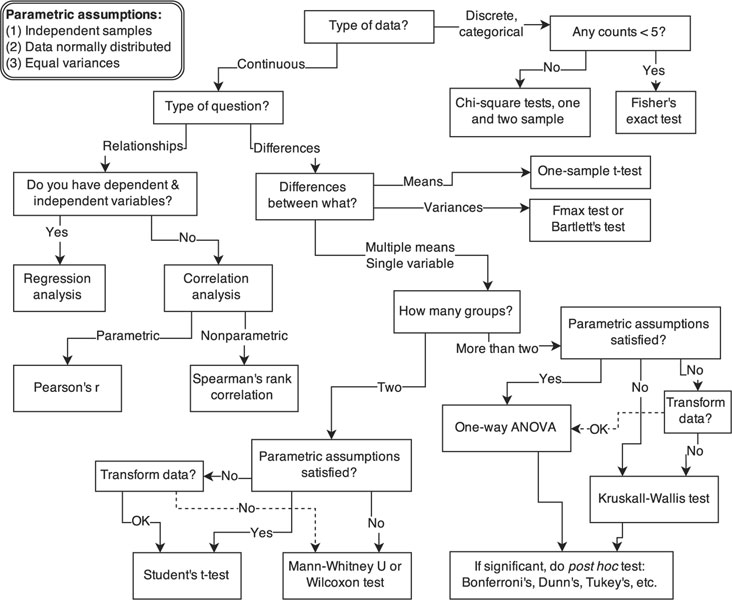 Parametric assumptions:
(1) Independent samples
(2) Data normally distributed
(3) Equal variances
Type of data?
Discrete,
categorical
Any counts < 5?
Continuous
No
Yes
Type of question?
Chi-square tests, one
and two sample
Fisher's
exact test
Relationships
Differences
Do you have dependent &
independent variables?
Differences
between what?
Means
One-sample t-test
Variances
Fmax test or
Bartlett's test
Yes
No
Multiple means
Single variable
Regression
analysis
Correlation
analysis
How many groups?
Parametric assumptions
satisfied?
Parametric
Nonparametric
More than two
Pearson's r
Spearman's rank
correlation
Two
Yes
No
No
One-way ANOVA
OK
Transform
data?
Transform data?
No
Parametric assumptions
satisfied?
No
Kruskall-Wallis test
OK
No
Yes
No
Student's t-test
Mann-Whitney U or
Wilcoxon test
If significant, do post hoc test:
Bonferroni's, Dunn's, Tukey's, etc.